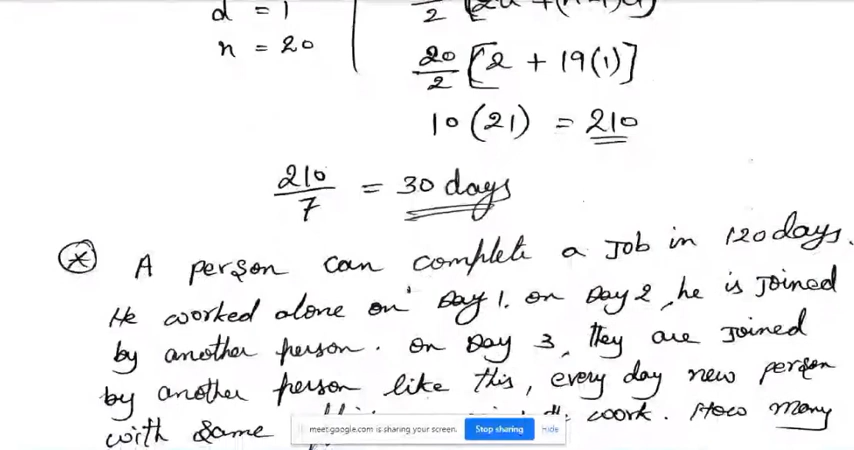 d = 1
n = 20
20/2 [2 + 19(1)]
10 (21) = 210
210/7 = 30 days
* A person can complete a Job in 120 days.
He worked alone on Day 1. on Day 2, he is Joined
by another person. on Day 3, they are Joined
by another person like this, every day new person
with same work. How many
meet.google.com is sharing your screen. Stop sharing Hide